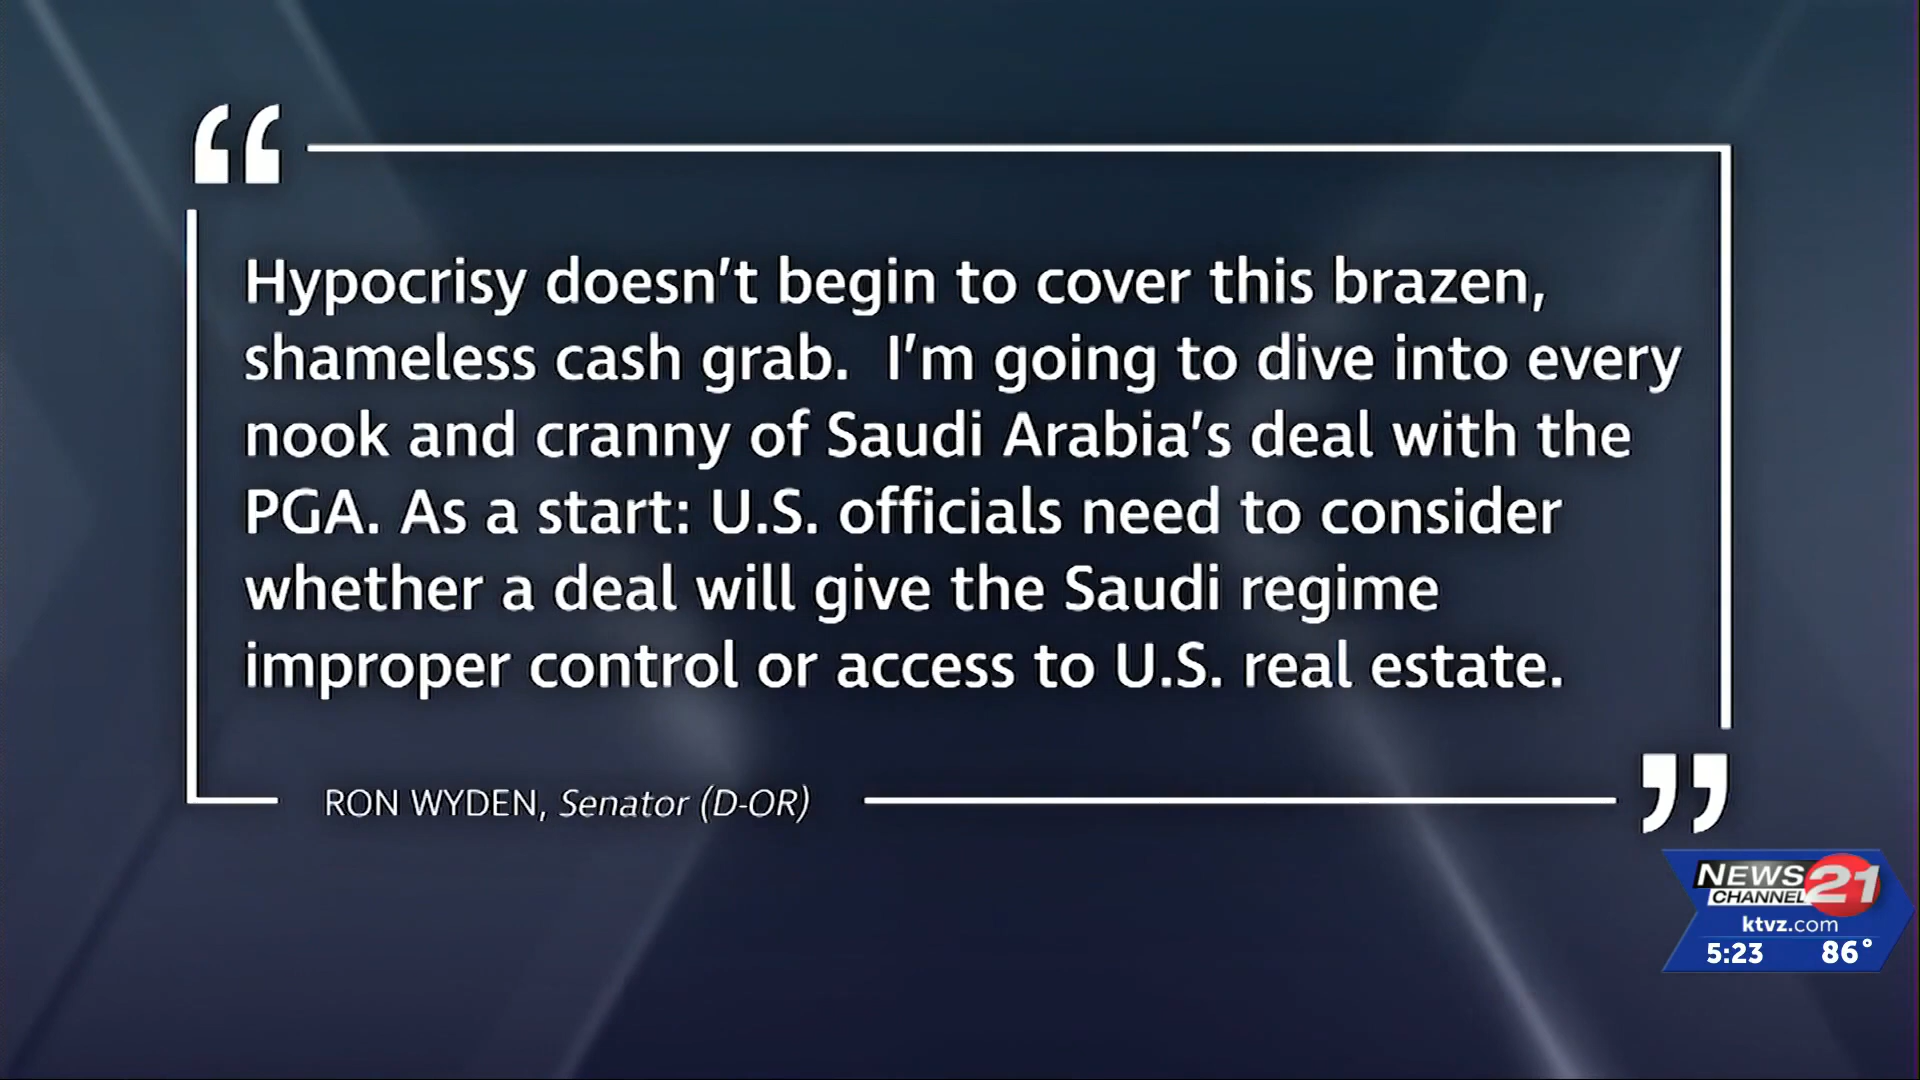 “
Hypocrisy doesn’t begin to cover this brazen,
shameless cash grab.  I’m going to dive into every
nook and cranny of Saudi Arabia’s deal with the
PGA. As a start: U.S. officials need to consider
whether a deal will give the Saudi regime
improper control or access to U.S. real estate.
RON WYDEN, Senator (D-OR)
”
NEWS 21
CHANNEL
ktvz.com
5:23 86°